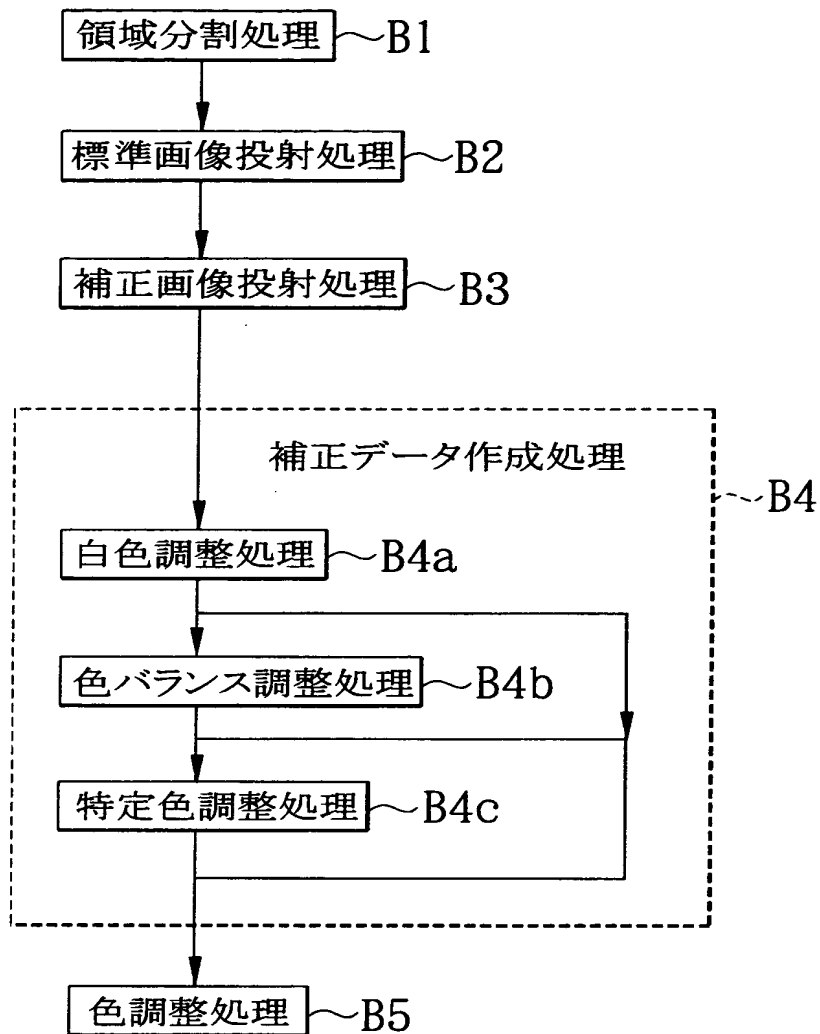 領域分割処理 B1
標準画像投射処理 B2
補正画像投射処理 B3
補正データ作成処理
B4
白色調整処理 B4a
色バランス調整処理 B4b
特定色調整処理 B4c
色調整処理 B5